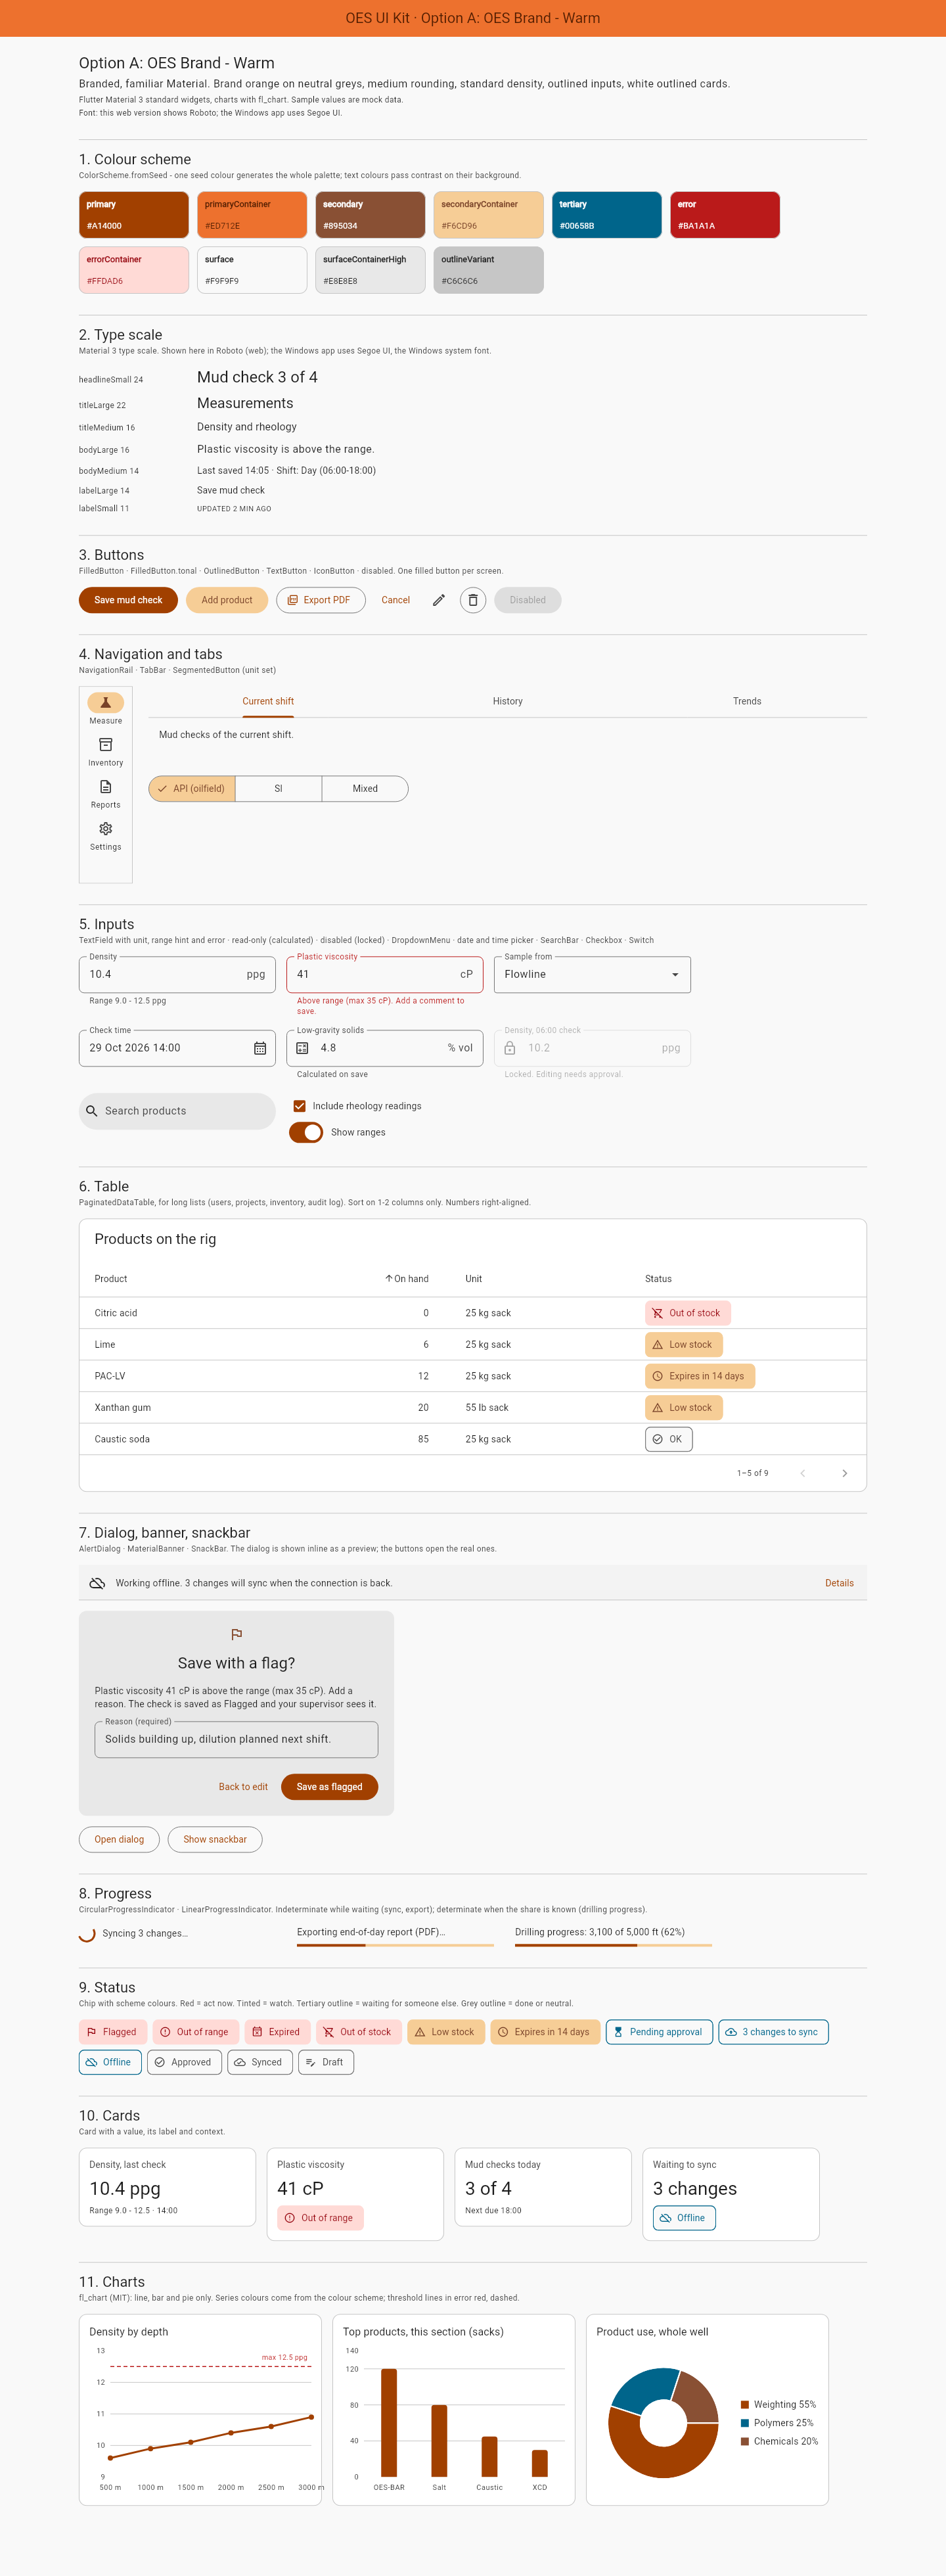 OES UI Kit · Option A: OES Brand - Warm
Option A: OES Brand - Warm
Branded, familiar Material. Brand orange on neutral greys, medium rounding, standard density, outlined inputs, white outlined cards.
Flutter Material 3 standard widgets, charts with fl_chart. Sample values are mock data.
Font: this web version shows Roboto; the Windows app uses Segoe UI.
1. Colour scheme
ColorScheme.fromSeed - one seed colour generates the whole palette; text colours pass contrast on their background.
primary
#A14000
primaryContainer
#ED712E
secondary
#895034
secondaryContainer
#F6CD96
tertiary
#00658B
error
#BA1A1A
errorContainer
#FFDAD6
surface
#F9F9F9
surfaceContainerHigh
#E8E8E8
outlineVariant
#C6C6C6
2. Type scale
Material 3 type scale. Shown here in Roboto (web); the Windows app uses Segoe UI, the Windows system font.
headlineSmall 24 Mud check 3 of 4
titleLarge 22 Measurements
titleMedium 16 Density and rheology
bodyLarge 16 Plastic viscosity is above the range.
bodyMedium 14 Last saved 14:05 · Shift: Day (06:00-18:00)
labelLarge 14 Save mud check
labelSmall 11 UPDATED 2 MIN AGO
3. Buttons
FilledButton · FilledButton.tonal · OutlinedButton · TextButton · IconButton · disabled. One filled button per screen.
Save mud check Add product Export PDF Cancel Disabled
4. Navigation and tabs
NavigationRail · TabBar · SegmentedButton (unit set)
Measure
Inventory
Reports
Settings
Current shift History Trends
Mud checks of the current shift.
API (oilfield) SI Mixed
5. Inputs
TextField with unit, range hint and error · read-only (calculated) · disabled (locked) · DropdownMenu · date and time picker · SearchBar · Checkbox · Switch
Density
10.4 ppg
Range 9.0 - 12.5 ppg
Plastic viscosity
41 cP
Above range (max 35 cP). Add a comment to
save.
Sample from
Flowline
Check time
29 Oct 2026 14:00
Low-gravity solids
4.8 % vol
Calculated on save
Density, 06:00 check
10.2 ppg
Locked. Editing needs approval.
Search products
Include rheology readings
Show ranges
6. Table
PaginatedDataTable, for long lists (users, projects, inventory, audit log). Sort on 1-2 columns only. Numbers right-aligned.
Products on the rig
Product On hand Unit Status
Citric acid 0 25 kg sack Out of stock
Lime 6 25 kg sack Low stock
PAC-LV 12 25 kg sack Expires in 14 days
Xanthan gum 20 55 lb sack Low stock
Caustic soda 85 25 kg sack OK
1–5 of 9
7. Dialog, banner, snackbar
AlertDialog · MaterialBanner · SnackBar. The dialog is shown inline as a preview; the buttons open the real ones.
Working offline. 3 changes will sync when the connection is back. Details
Save with a flag?
Plastic viscosity 41 cP is above the range (max 35 cP). Add a
reason. The check is saved as Flagged and your supervisor sees it.
Reason (required)
Solids building up, dilution planned next shift.
Back to edit Save as flagged
Open dialog Show snackbar
8. Progress
CircularProgressIndicator · LinearProgressIndicator. Indeterminate while waiting (sync, export); determinate when the share is known (drilling progress).
Syncing 3 changes...
Exporting end-of-day report (PDF)...
Drilling progress: 3,100 of 5,000 ft (62%)
9. Status
Chip with scheme colours. Red = act now. Tinted = watch. Tertiary outline = waiting for someone else. Grey outline = done or neutral.
Flagged Out of range Expired Out of stock Low stock Expires in 14 days Pending approval 3 changes to sync
Offline Approved Synced Draft
10. Cards
Card with a value, its label and context.
Density, last check
10.4 ppg
Range 9.0 - 12.5 · 14:00
Plastic viscosity
41 cP
Out of range
Mud checks today
3 of 4
Next due 18:00
Waiting to sync
3 changes
Offline
11. Charts
fl_chart (MIT): line, bar and pie only. Series colours come from the colour scheme; threshold lines in error red, dashed.
Density by depth
13
max 12.5 ppg
12
11
10
9
500 m 1000 m 1500 m 2000 m 2500 m 3000 m
Top products, this section (sacks)
140
120
80
40
0
OES-BAR Salt Caustic XCD
Product use, whole well
Weighting 55%
Polymers 25%
Chemicals 20%